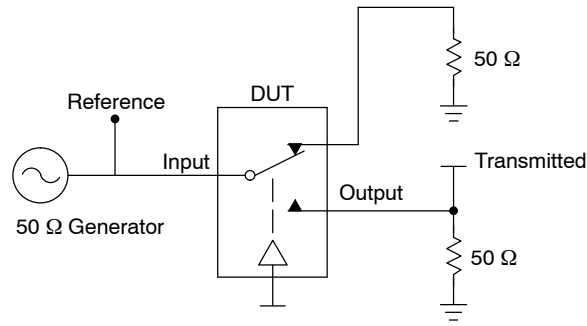 50 Ω
DUT
Reference
Input
Transmitted
Output
50 Ω Generator
50 Ω